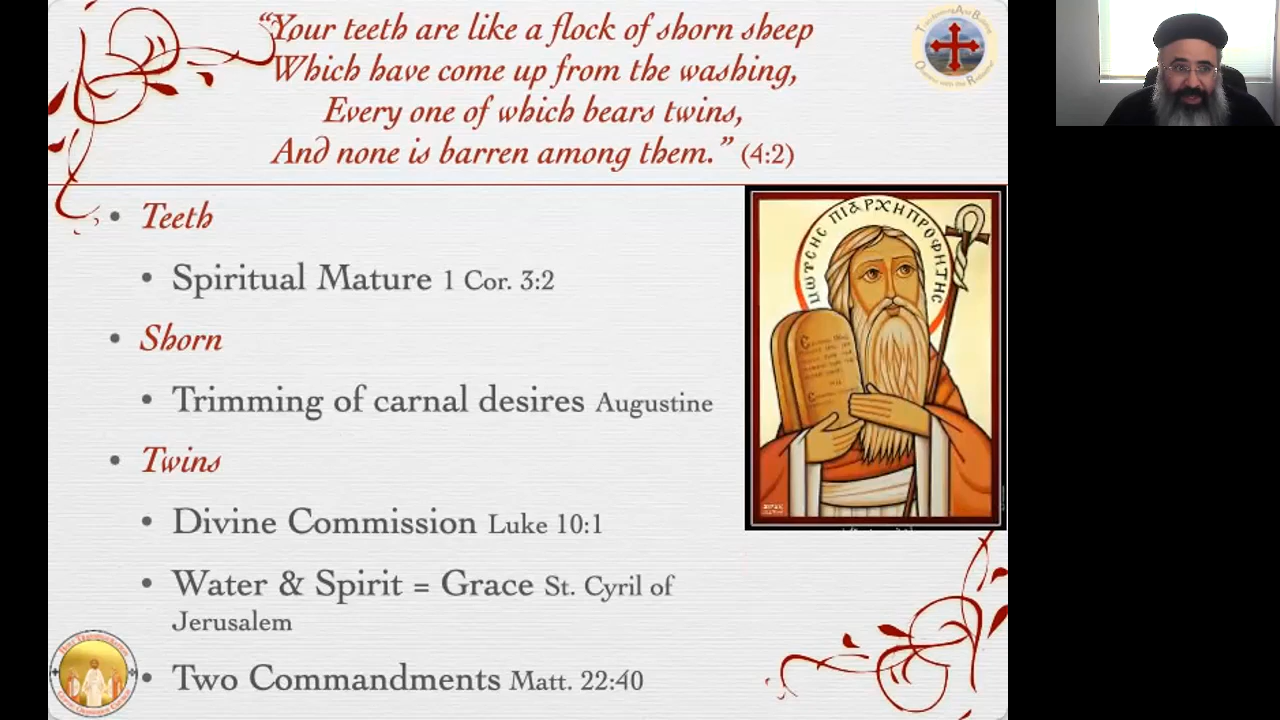 “Your teeth are like a flock of shorn sheep
Which have come up from the washing,
Every one of which bears twins,
And none is barren among them.” (4:2)
• Teeth
• Spiritual Mature 1 Cor. 3:2
• Shorn
• Trimming of carnal desires Augustine
• Twins
• Divine Commission Luke 10:1
• Water & Spirit = Grace St. Cyril of
Jerusalem
• Two Commandments Matt. 22:40
ⲙⲱⲩⲥⲏⲥ ⲡⲓⲁⲣⲭⲏⲡⲣⲟⲫⲏⲧⲏⲥ